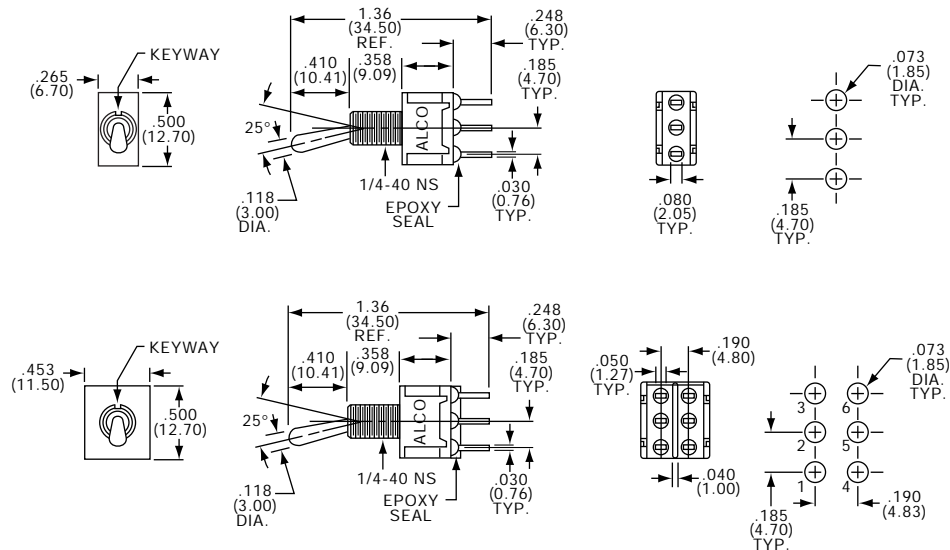 .265
(6.70)
KEYWAY
.500
(12.70)
1.36
(34.50)
REF.
.410
(10.41)
.358
(9.09)
.248
(6.30)
TYP.
.185
(4.70)
TYP.
25°
ALCO
.118
(3.00)
DIA.
1/4-40 NS
EPOXY
SEAL
.030
(0.76)
TYP.
.080
(2.05)
TYP.
.073
(1.85)
DIA.
TYP.
.185
(4.70)
TYP.
.453
(11.50)
KEYWAY
.500
(12.70)
1.36
(34.50)
REF.
.410
(10.41)
.358
(9.09)
.248
(6.30)
TYP.
.185
(4.70)
TYP.
25°
ALCO
.118
(3.00)
DIA.
1/4-40 NS
EPOXY
SEAL
.030
(0.76)
TYP.
.050
(1.27)
TYP.
.190
(4.80)
.040
(1.00)
.073
(1.85)
DIA.
TYP.
3 6
2 5
1 4
.185
(4.70)
TYP.
.190
(4.83)